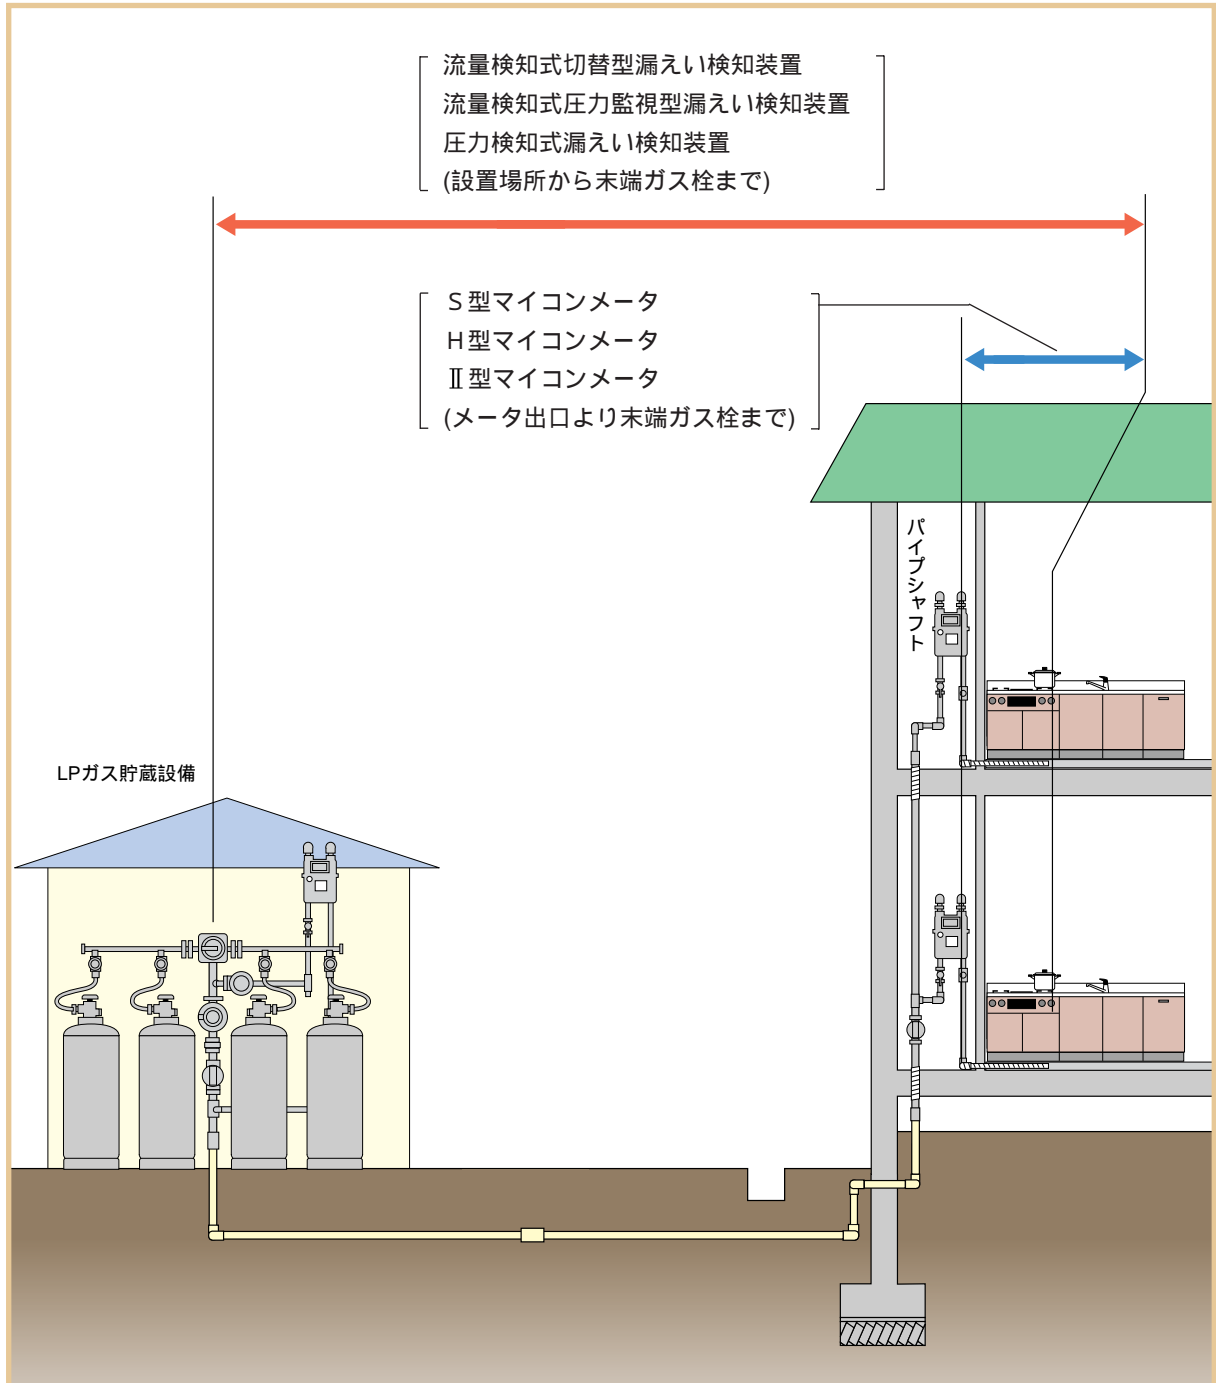 流量検知式切替型漏えい検知装置
流量検知式圧力監視型漏えい検知装置
圧力検知式漏えい検知装置
(設置場所から末端ガス栓まで)
S型マイコンメータ
H型マイコンメータ
Ⅱ型マイコンメータ
(メータ出口より末端ガス栓まで)
パイプシャフト
LPガス貯蔵設備